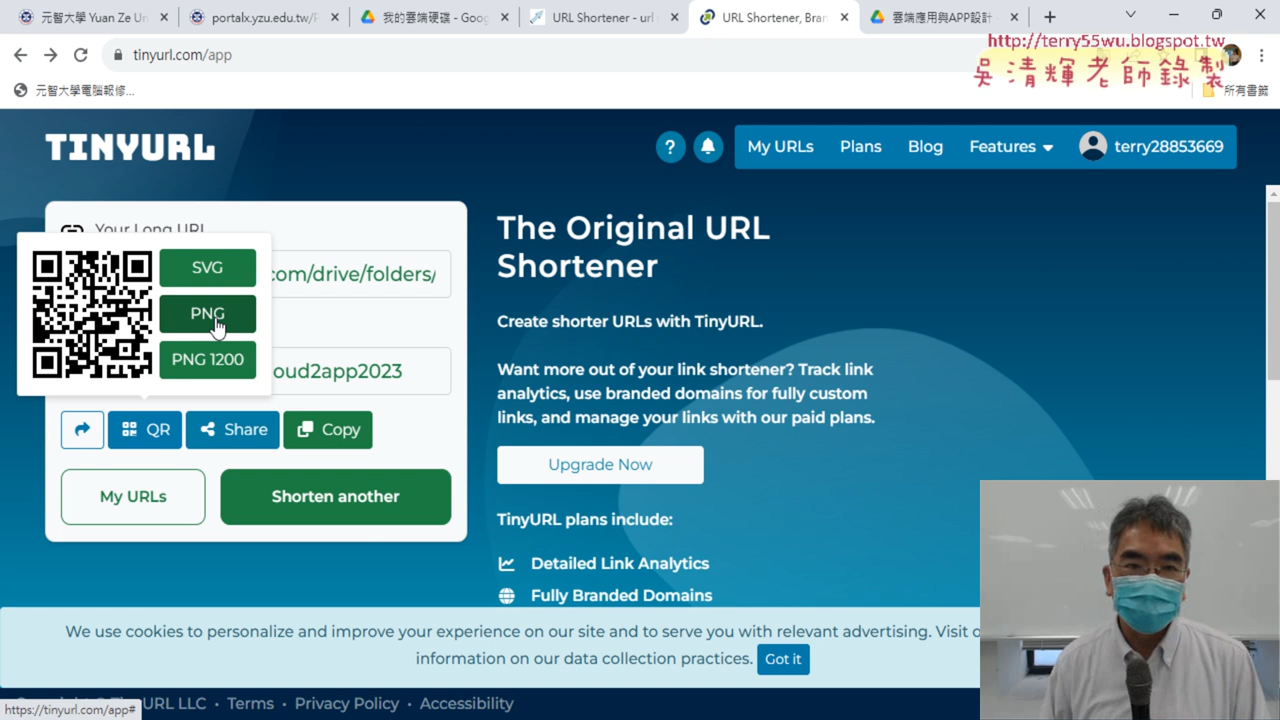 元智大學 Yuan Ze Un
portalx.yzu.edu.tw/P
我的雲端硬碟 - Goog
URL Shortener - url
URL Shortener, Bran
雲端應用與APP設計
http://terry55wu.blogspot.tw
tinyurl.com/app
吳清輝老師錄製
元智大學電腦報修...
所有書籤
TINYURL
?
My URLs
Plans
Blog
Features
terry28853669
Your Long URL
The Original URL
Shortener
SVG
com/drive/folders/
PNG
Create shorter URLs with TinyURL.
PNG 1200
oud2app2023
Want more out of your link shortener? Track link
analytics, use branded domains for fully custom
links, and manage your links with our paid plans.
QR
Share
Copy
Upgrade Now
My URLs
Shorten another
TinyURL plans include:
Detailed Link Analytics
Fully Branded Domains
We use cookies to personalize and improve your experience on our site and to serve you with relevant advertising. Visit
information on our data collection practices.
Got it
URL LLC • Terms • Privacy Policy • Accessibility
https://tinyurl.com/app#